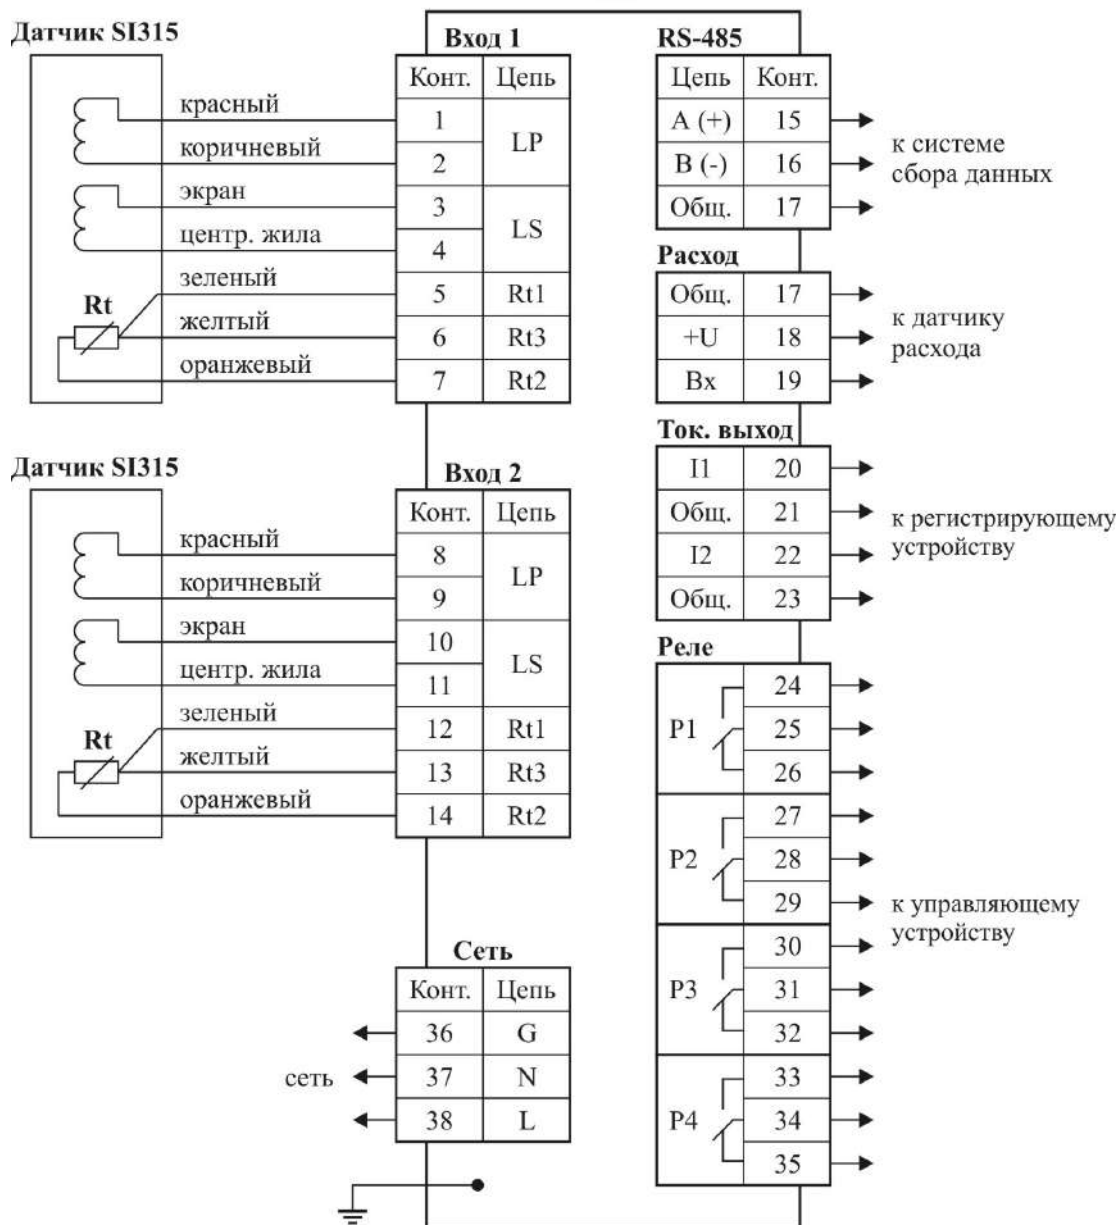 Датчик SI315
красный
коричневый
экран
центр. жила
зеленый
Rt
желтый
оранжевый
Вход 1
Конт. Цепь
1 LP
2
3 LS
4
5 Rt1
6 Rt3
7 Rt2
Датчик SI315
красный
коричневый
экран
центр. жила
зеленый
Rt
желтый
оранжевый
Вход 2
Конт. Цепь
8 LP
9
10 LS
11
12 Rt1
13 Rt3
14 Rt2
Сеть
Конт. Цепь
36 G
сеть 37 N
38 L
RS-485
Цепь Конт.
A (+) 15
B (-) 16
Общ. 17
к системе
сбора данных
Расход
Общ. 17
+U 18
Вх 19
к датчику
расхода
Ток. выход
I1 20
Общ. 21
I2 22
Общ. 23
к регистрирующему
устройству
Реле
24
P1 25
26
27
P2 28
29
30
P3 31
32
33
P4 34
35
к управляющему
устройству